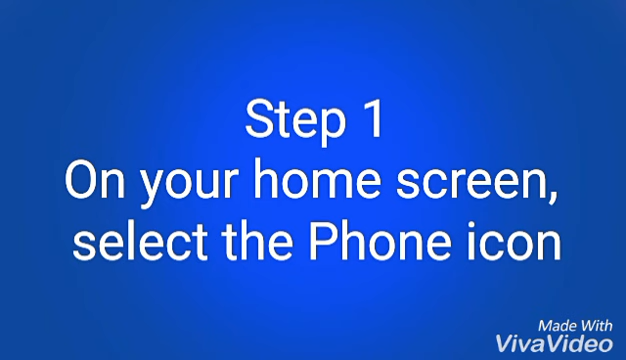 Step 1
On your home screen,
select the Phone icon
Made With
VivaVideo